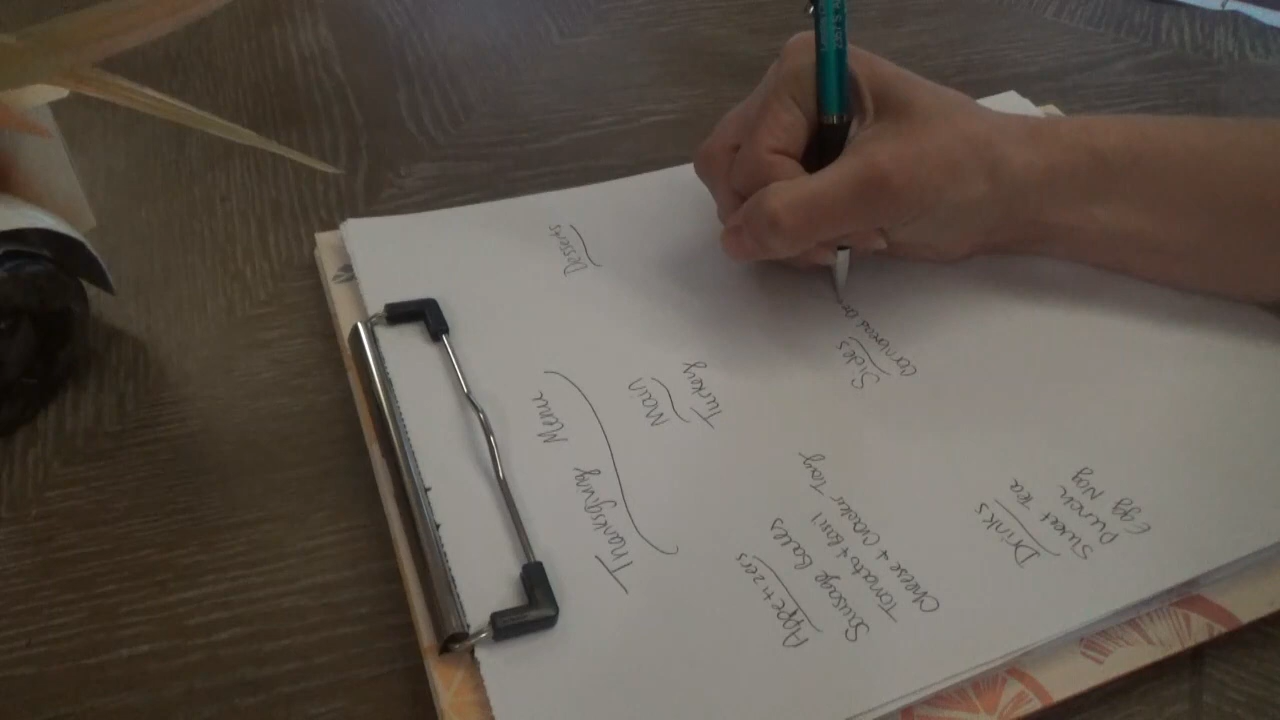 Thanksgiving Menu
Appetizers
Sausage Balls
Tomato + Basil
Cheese + Cracker Tray
Main
Turkey
Desserts
Sides
cornbread
Drinks
Sweet Tea
Punch
Egg Nog